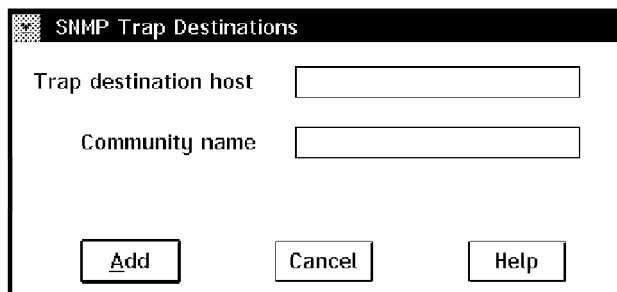 SNMP Trap Destinations
Trap destination host
Community name
Add Cancel Help